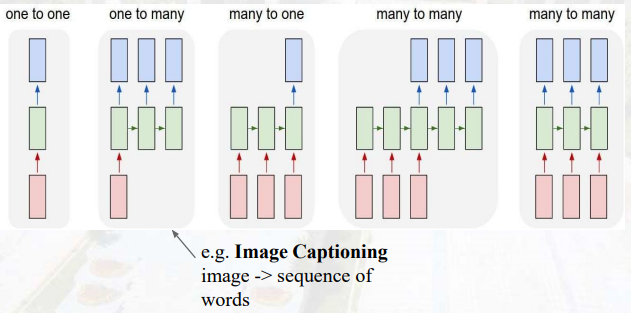 one to one
one to many
many to one
many to many
many to many
e.g. Image Captioning
image -> sequence of
words